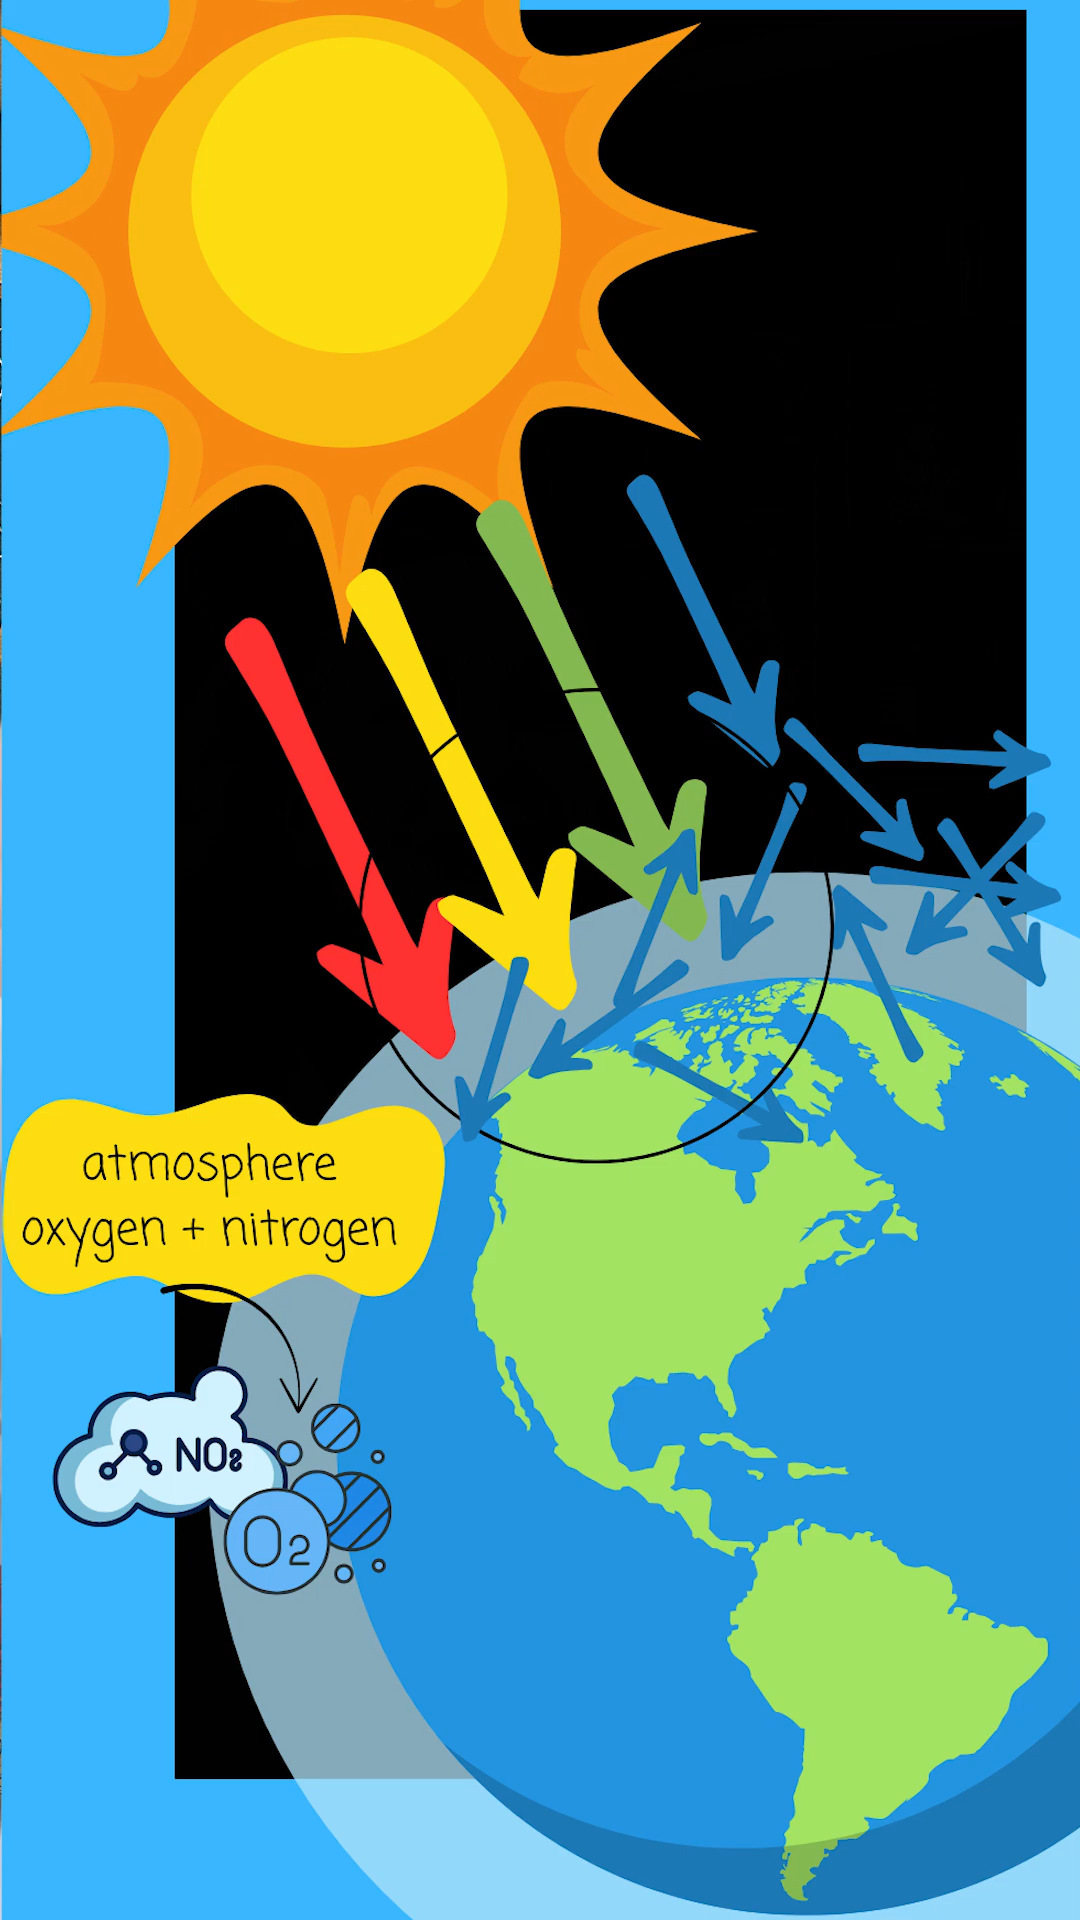 atmosphere
oxygen + nitrogen
NO₂
O₂